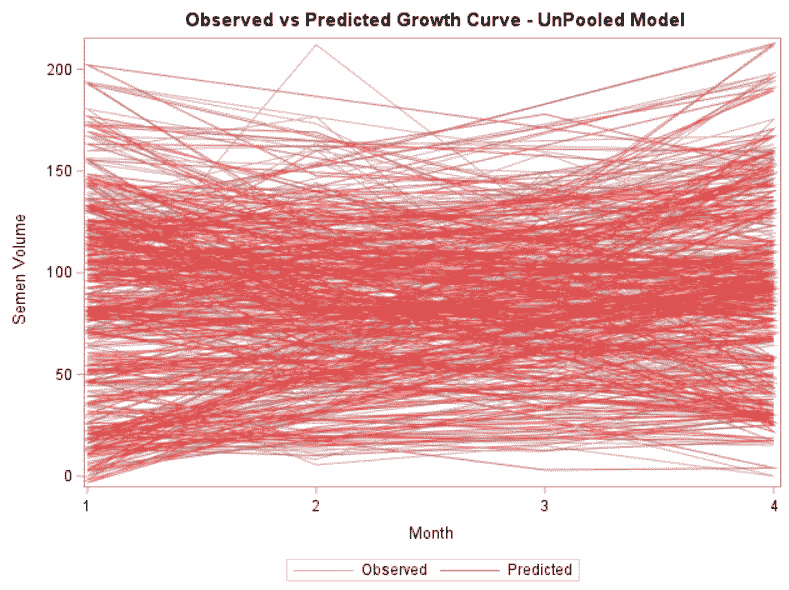 Observed vs Predicted Growth Curve - UnPooled Model
200
150
100
50
0
Semen Volume
1 2 3 4
Month
Observed Predicted